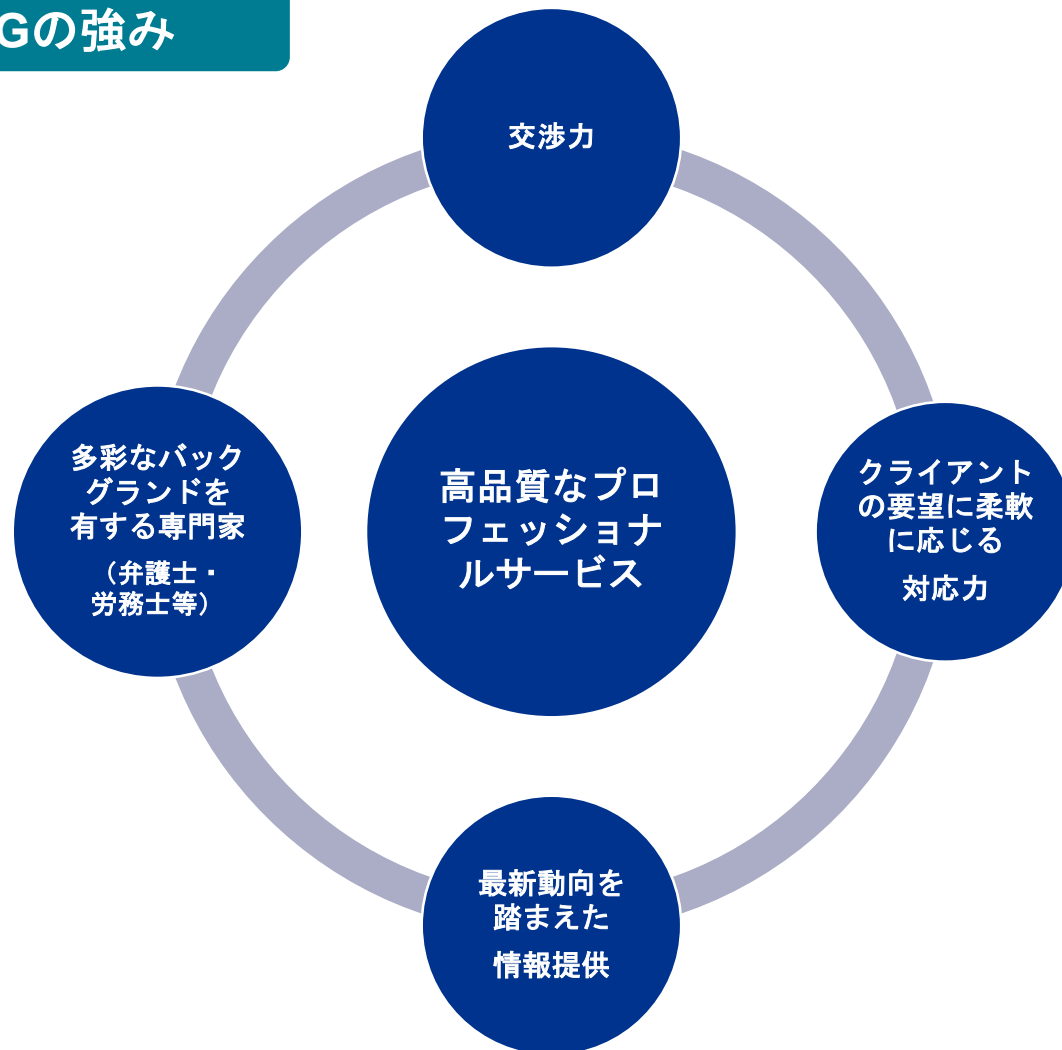 Gの強み
交渉力
多彩なバック
グランドを
有する専門家
（弁護士・
労務士等）
高品質なプロ
フェッショナ
ルサービス
クライアント
の要望に柔軟
に応じる
対応力
最新動向を
踏まえた
情報提供